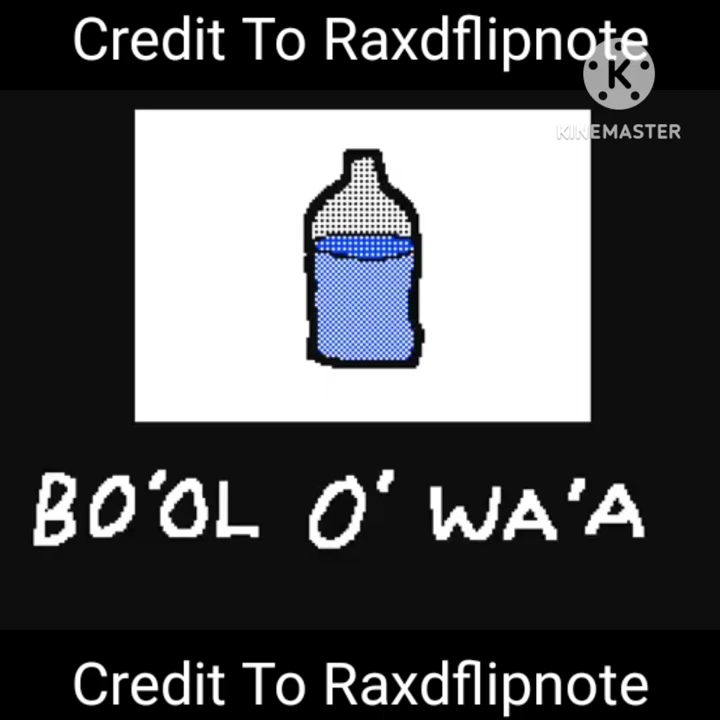 Credit To Raxdflipnote
K
KINEMASTER
BO'OL O' WA'A
Credit To Raxdflipnote